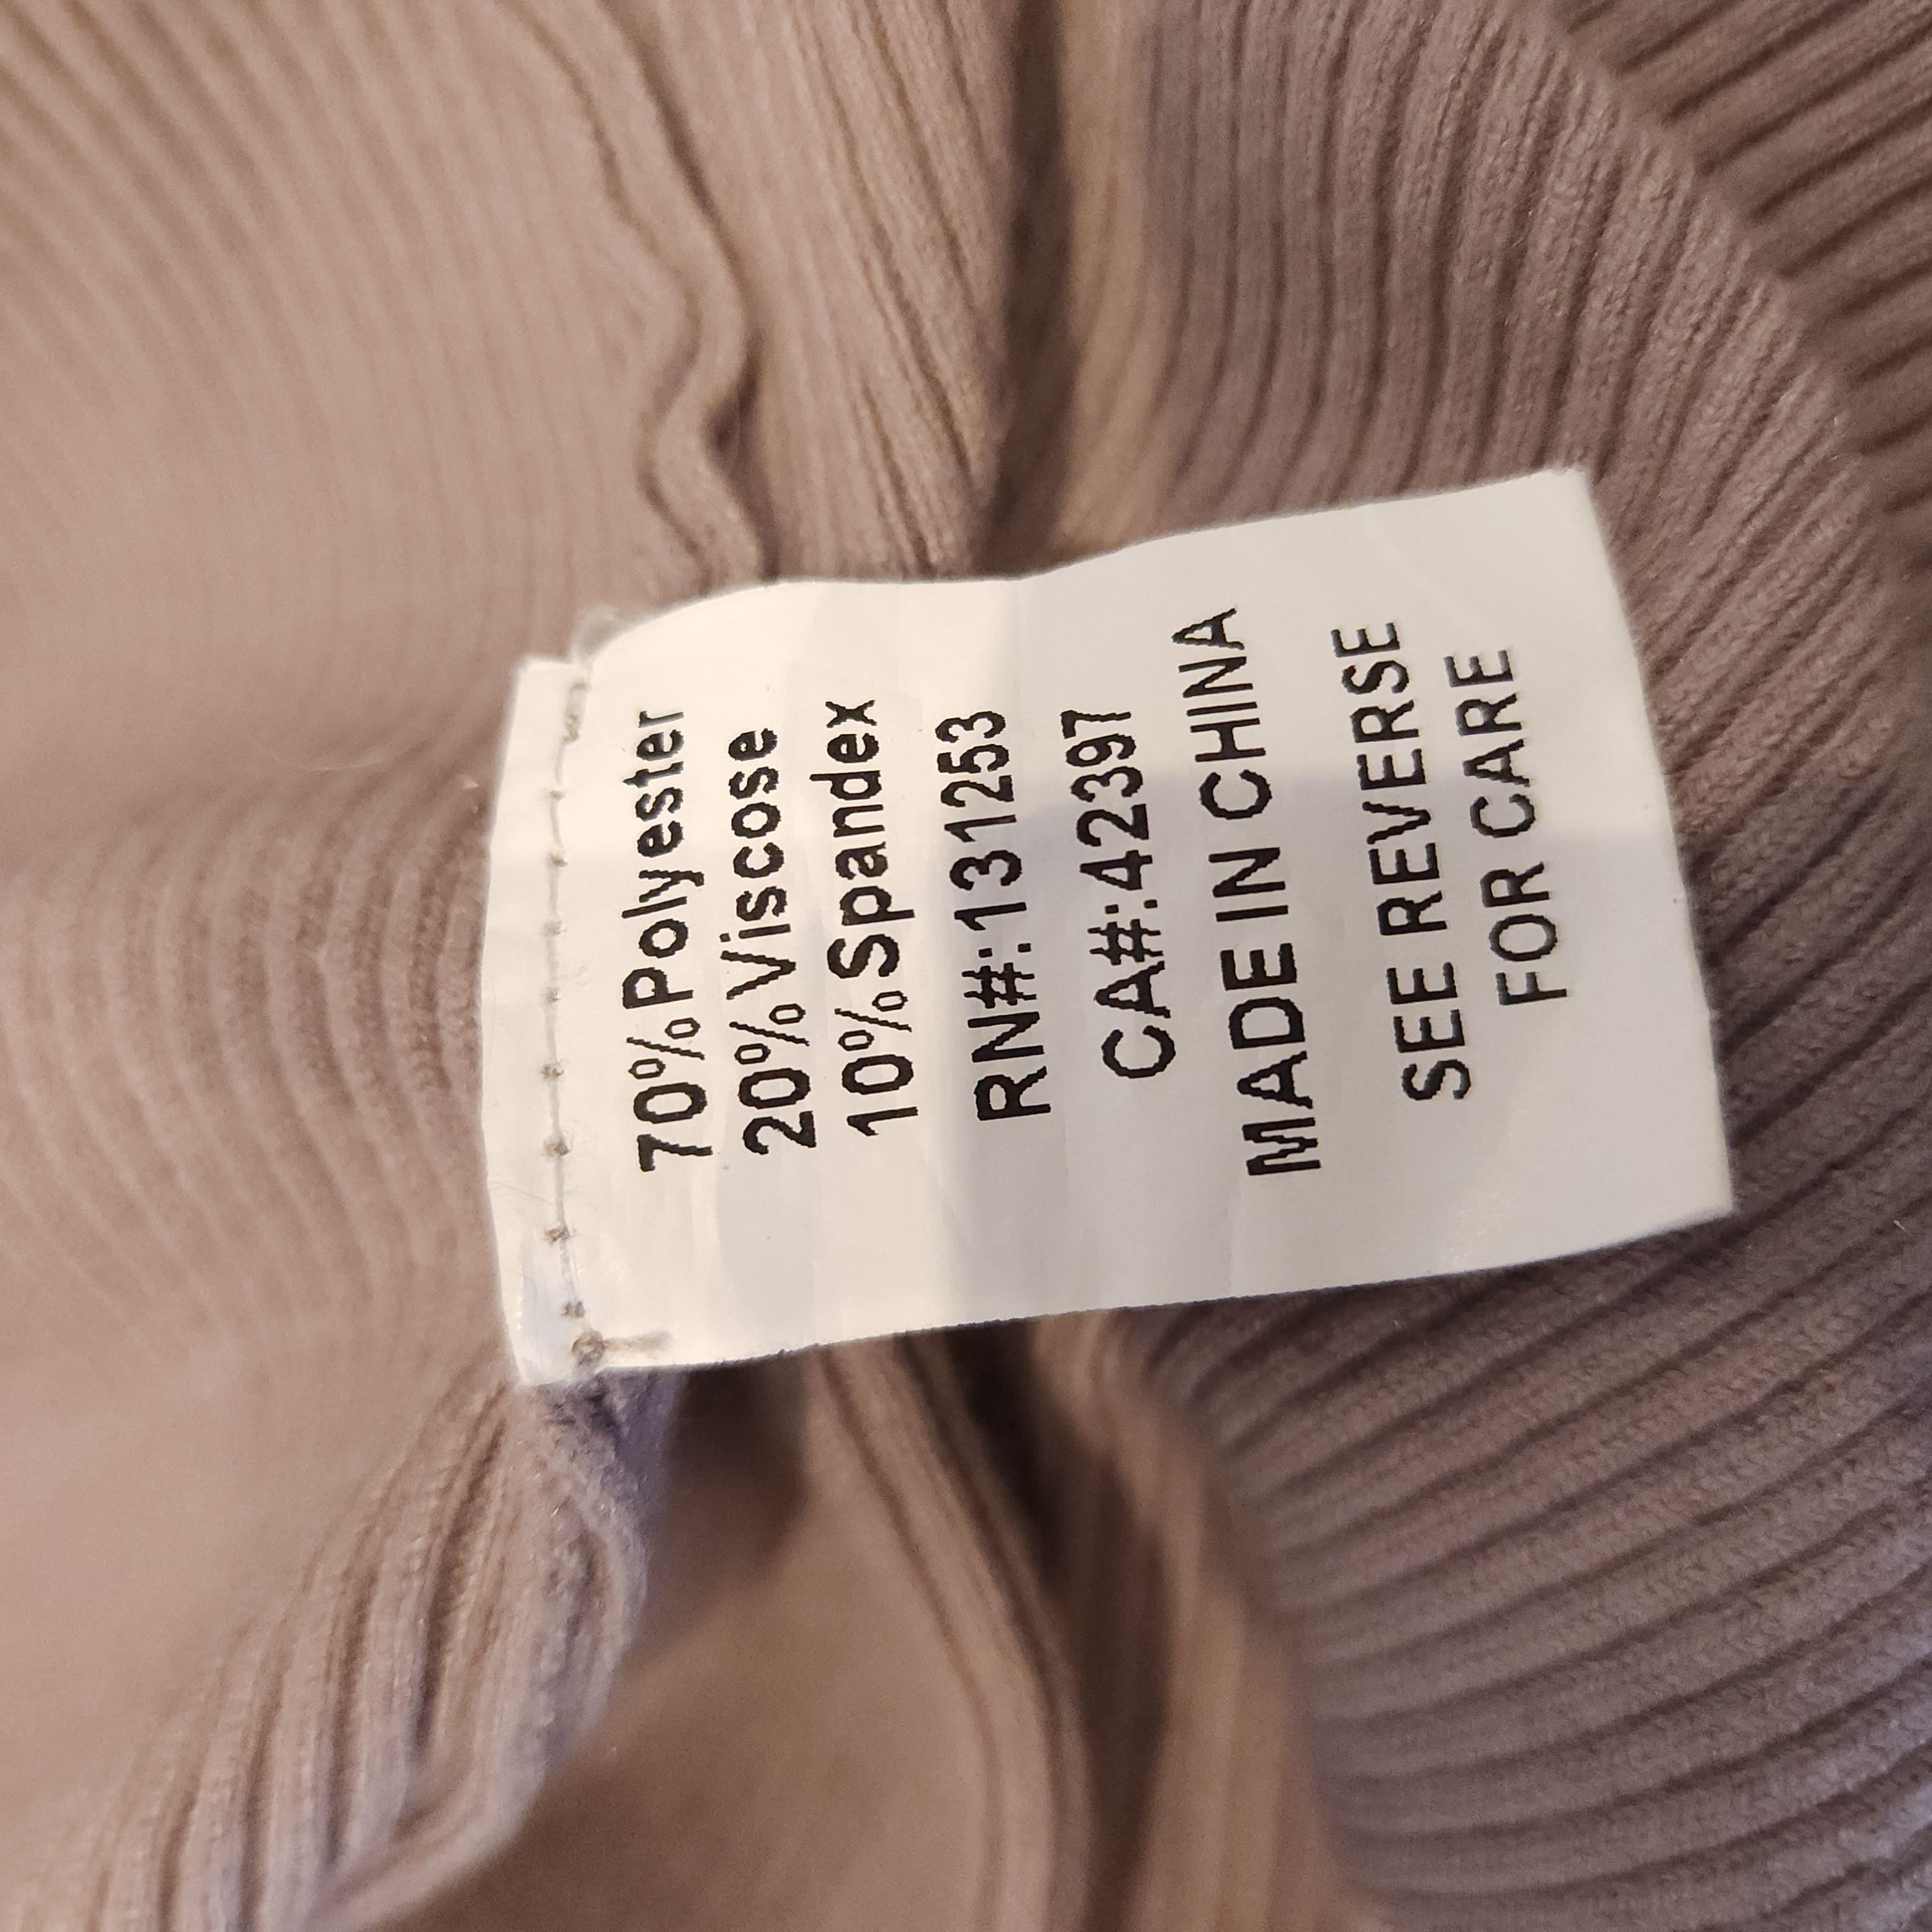 70%Polyester
20%Viscose
10%Spandex
RN#:131253
CA#:42397
MADE IN CHINA
SEE REVERSE
FOR CARE